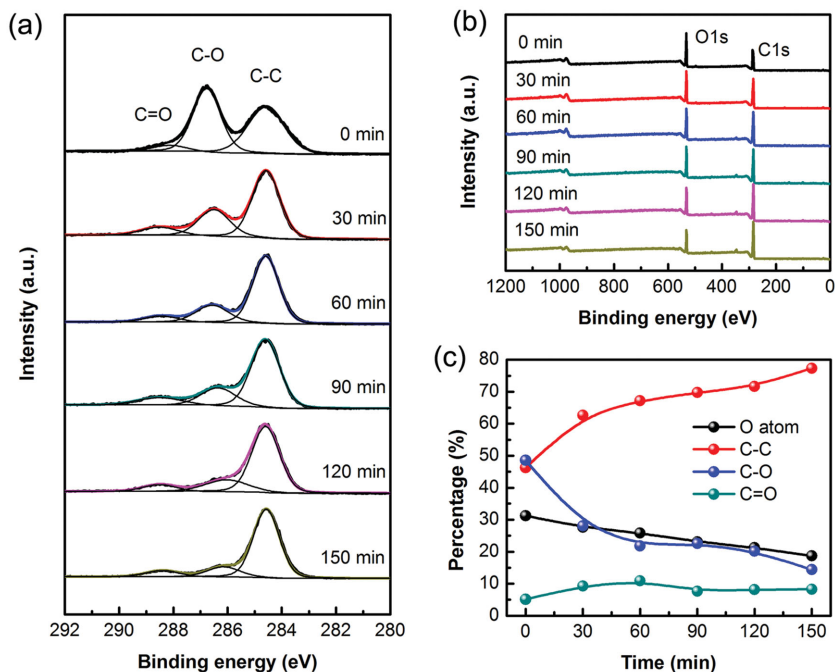 (a)
C=O
C-O
C-C
0 min
30 min
60 min
90 min
120 min
150 min
Intensity (a.u.)
292 290 288 286 284 282 280
Binding energy (eV)
(b)
O1s
C1s
0 min
30 min
60 min
90 min
120 min
150 min
Intensity (a.u.)
1200 1000 800 600 400 200 0
Binding energy (eV)
(c)
80
70
60
50
40
30
20
10
0
Percentage (%)
O atom
C-C
C-O
C=O
0 30 60 90 120 150
Time (min)